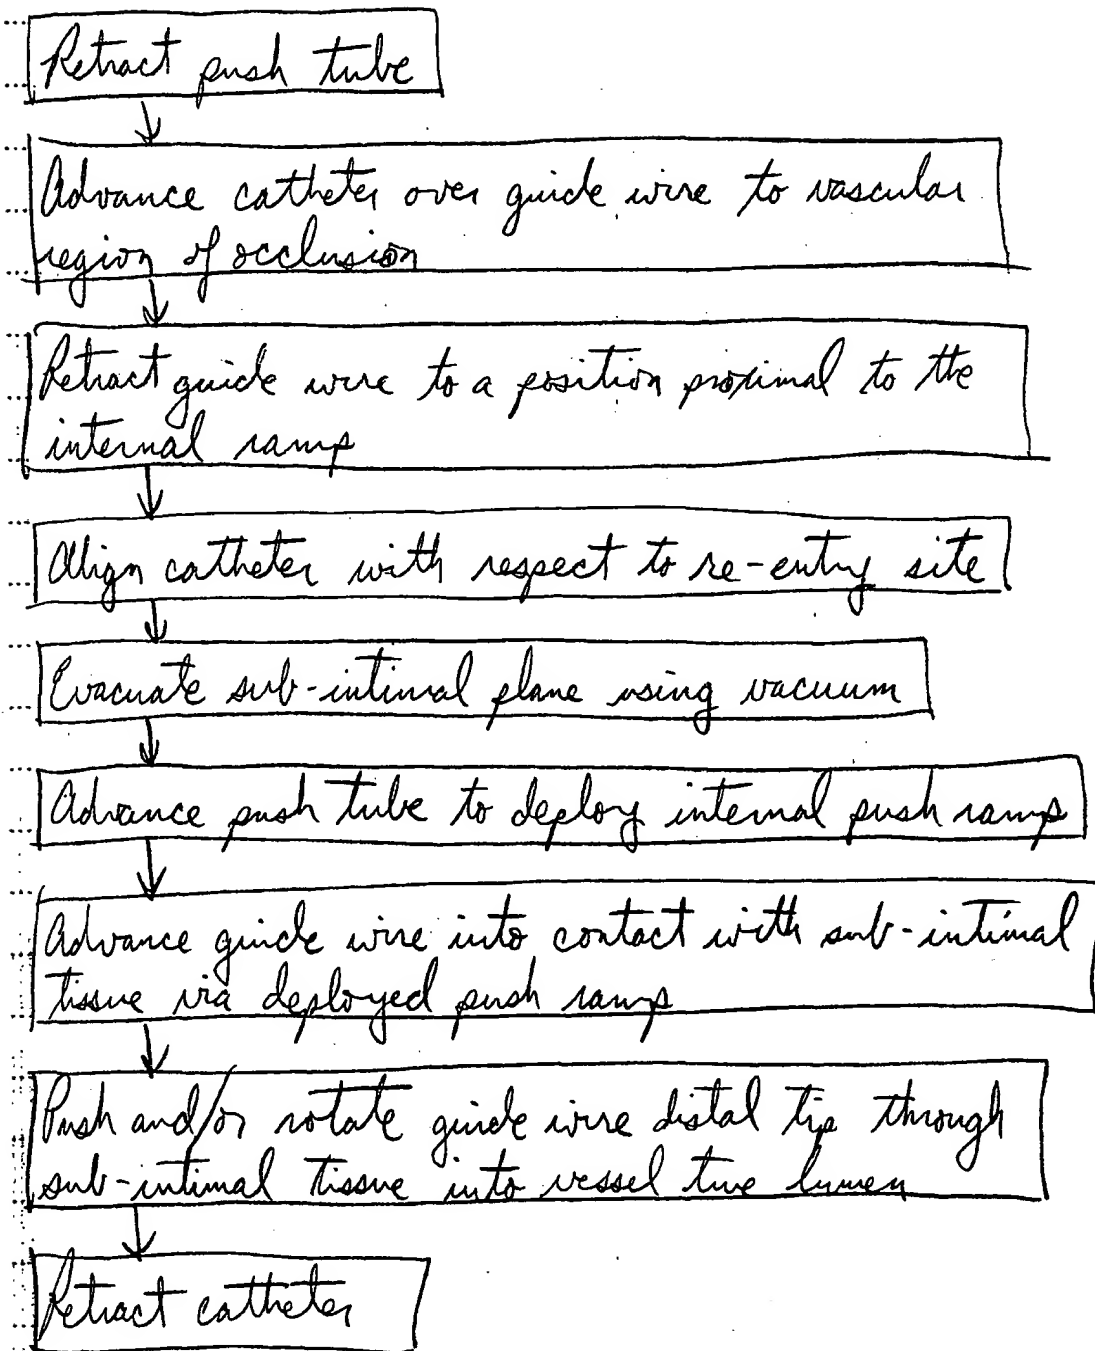 Retract push tube
Advance catheter over guide wire to vascular
region of occlusion
Retract guide wire to a position proximal to the
internal ramp
Align catheter with respect to re-entry site
Evacuate sub-intimal plane using vacuum
Advance push tube to deploy internal push ramp
Advance guide wire into contact with sub-intimal
tissue via deployed push ramp
Push and/or rotate guide wire distal tip through
sub-intimal tissue into vessel true lumen
Retract catheter